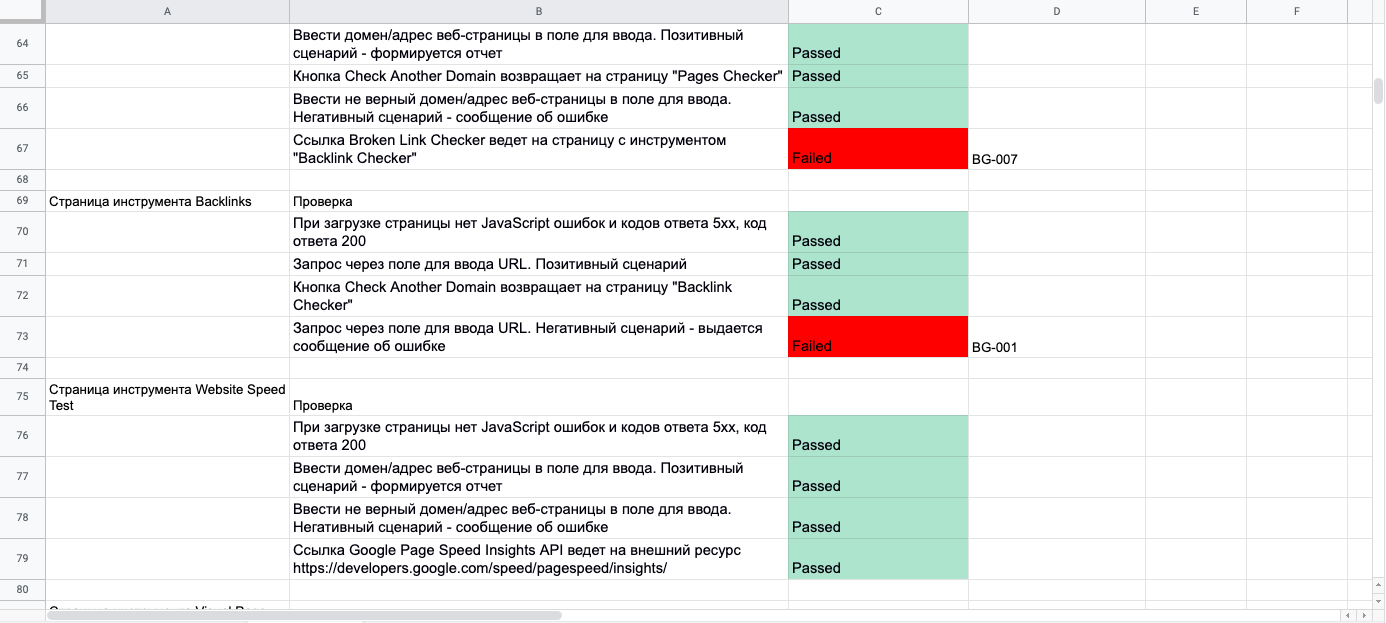 A B C D E F
64 Ввести домен/адрес веб-страницы в поле для ввода. Позитивный
сценарий - формируется отчет Passed
65 Кнопка Check Another Domain возвращает на страницу "Pages Checker" Passed
66 Ввести не верный домен/адрес веб-страницы в поле для ввода.
Негативный сценарий - сообщение об ошибке Passed
67 Ссылка Broken Link Checker ведет на страницу с инструментом
"Backlink Checker" Failed BG-007
68
69 Страница инструмента Backlinks Проверка
70 При загрузке страницы нет JavaScript ошибок и кодов ответа 5xx, код
ответа 200 Passed
71 Запрос через поле для ввода URL. Позитивный сценарий Passed
72 Кнопка Check Another Domain возвращает на страницу "Backlink
Checker" Passed
73 Запрос через поле для ввода URL. Негативный сценарий - выдается
сообщение об ошибке Failed BG-001
74
75 Страница инструмента Website Speed
Test Проверка
76 При загрузке страницы нет JavaScript ошибок и кодов ответа 5xx, код
ответа 200 Passed
77 Ввести домен/адрес веб-страницы в поле для ввода. Позитивный
сценарий - формируется отчет Passed
78 Ввести не верный домен/адрес веб-страницы в поле для ввода.
Негативный сценарий - сообщение об ошибке Passed
79 Ссылка Google Page Speed Insights API ведет на внешний ресурс
https://developers.google.com/speed/pagespeed/insights/ Passed
80